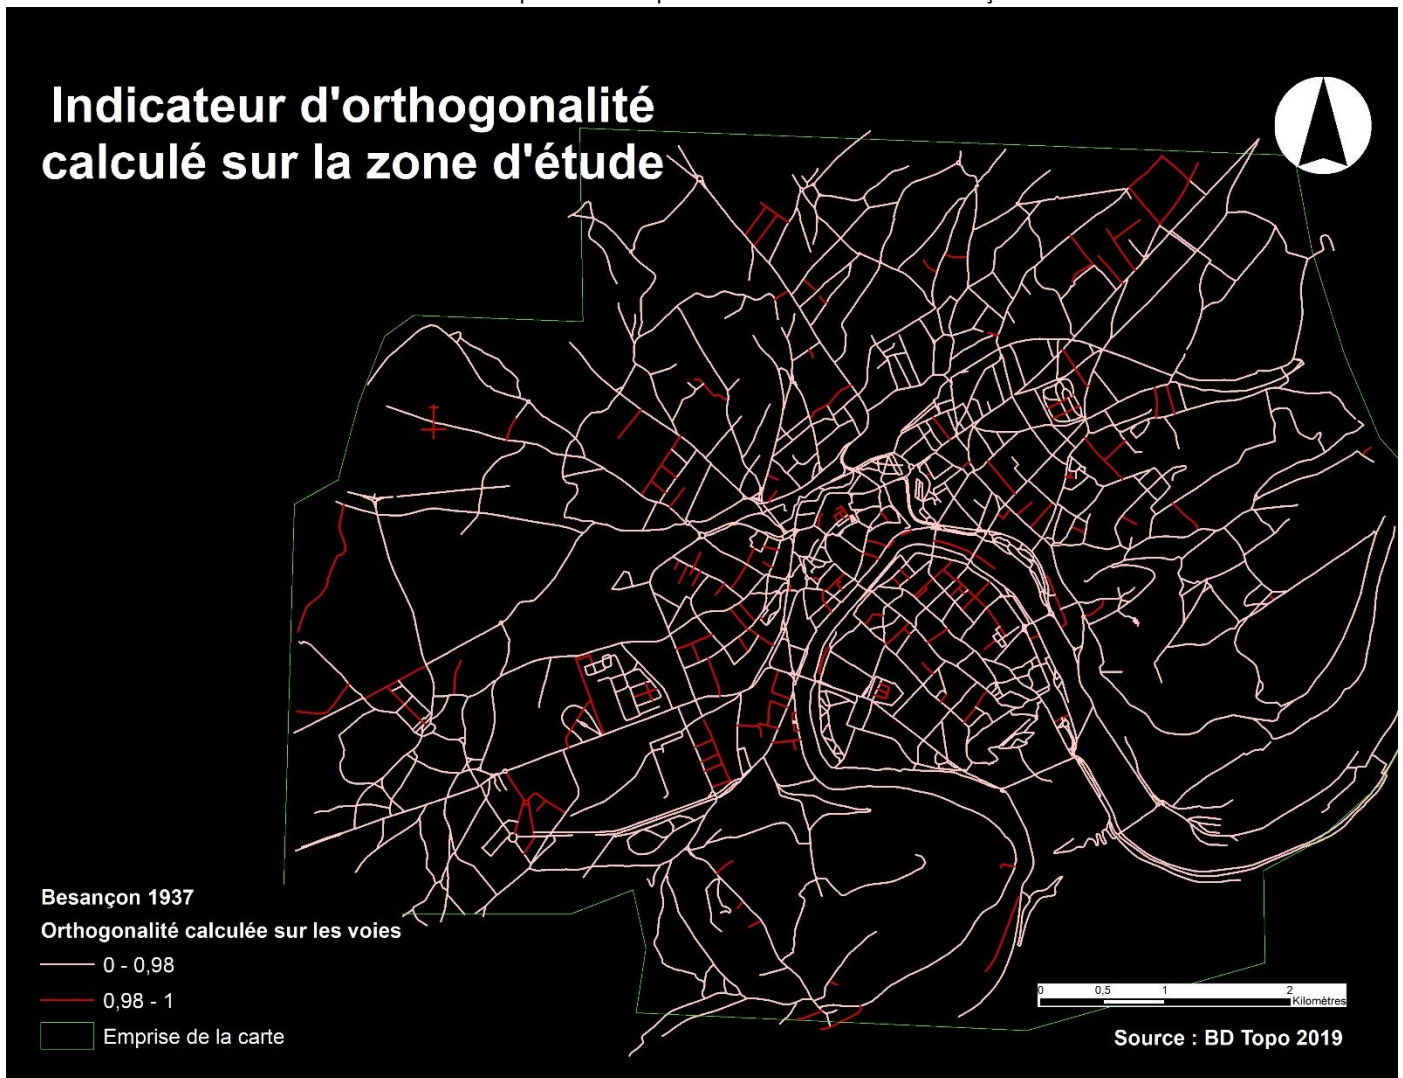 Indicateur d'orthogonalité
calculé sur la zone d'étude
Besançon 1937
Orthogonalité calculée sur les voies
0 - 0,98
0,98 - 1
Emprise de la carte
0 0,5 1 2
Kilomètres
Source : BD Topo 2019